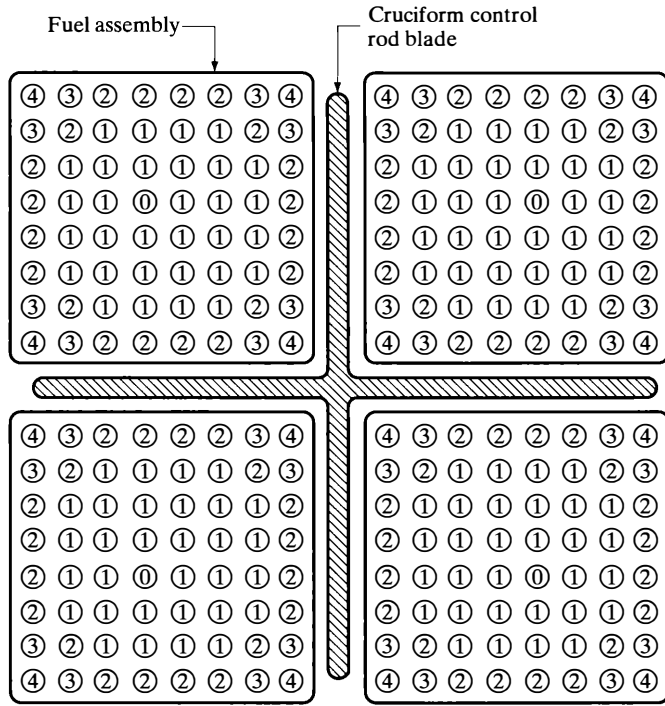 Fuel assembly
Cruciform control
rod blade
④ ③ ② ② ② ② ③ ④
③ ② ① ① ① ① ② ③
② ① ① ① ① ① ① ②
② ① ① ⓪ ① ① ① ②
② ① ① ① ① ① ① ②
② ① ① ① ① ① ① ②
③ ② ① ① ① ① ② ③
④ ③ ② ② ② ② ③ ④
④ ③ ② ② ② ② ③ ④
③ ② ① ① ① ① ② ③
② ① ① ① ① ① ① ②
② ① ① ① ⓪ ① ① ②
② ① ① ① ① ① ① ②
② ① ① ① ① ① ① ②
③ ② ① ① ① ① ② ③
④ ③ ② ② ② ② ③ ④
④ ③ ② ② ② ② ③ ④
③ ② ① ① ① ① ② ③
② ① ① ① ① ① ① ②
② ① ① ① ① ① ① ②
② ① ① ⓪ ① ① ① ②
② ① ① ① ① ① ① ②
③ ② ① ① ① ① ② ③
④ ③ ② ② ② ② ③ ④
④ ③ ② ② ② ② ③ ④
③ ② ① ① ① ① ② ③
② ① ① ① ① ① ① ②
② ① ① ① ① ① ① ②
② ① ① ① ⓪ ① ① ②
② ① ① ① ① ① ① ②
③ ② ① ① ① ① ② ③
④ ③ ② ② ② ② ③ ④